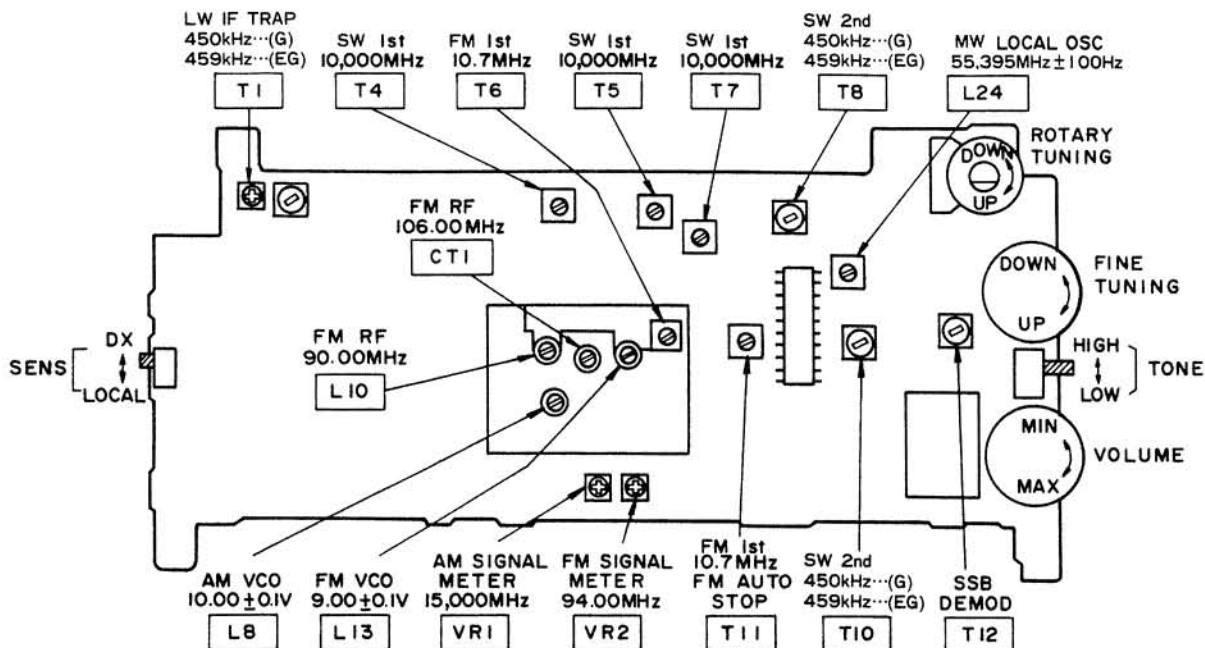 LW IF TRAP
450kHz···(G)
459kHz···(EG)
T1
SW 1st
10,000MHz
T4
FM 1st
10.7MHz
T6
SW 1st
10,000MHz
T5
SW 1st
10,000MHz
T7
SW 2nd
450kHz···(G)
459kHz···(EG)
T8
MW LOCAL OSC
55,395MHz±100Hz
L24
ROTARY
TUNING
DOWN
UP
FM RF
106.00MHz
CT1
DOWN
UP
FINE
TUNING
FM RF
90.00MHz
L10
SENS
DX
LOCAL
HIGH
LOW
TONE
MIN
MAX
VOLUME
AM VCO
10.00±0.1V
L8
FM VCO
9.00±0.1V
L13
AM SIGNAL
METER
15,000MHz
VR1
FM SIGNAL
METER
94.00MHz
VR2
FM 1st
10.7MHz
FM AUTO
STOP
T11
SW 2nd
450kHz···(G)
459kHz···(EG)
T10
SSB
DEMOD
T12